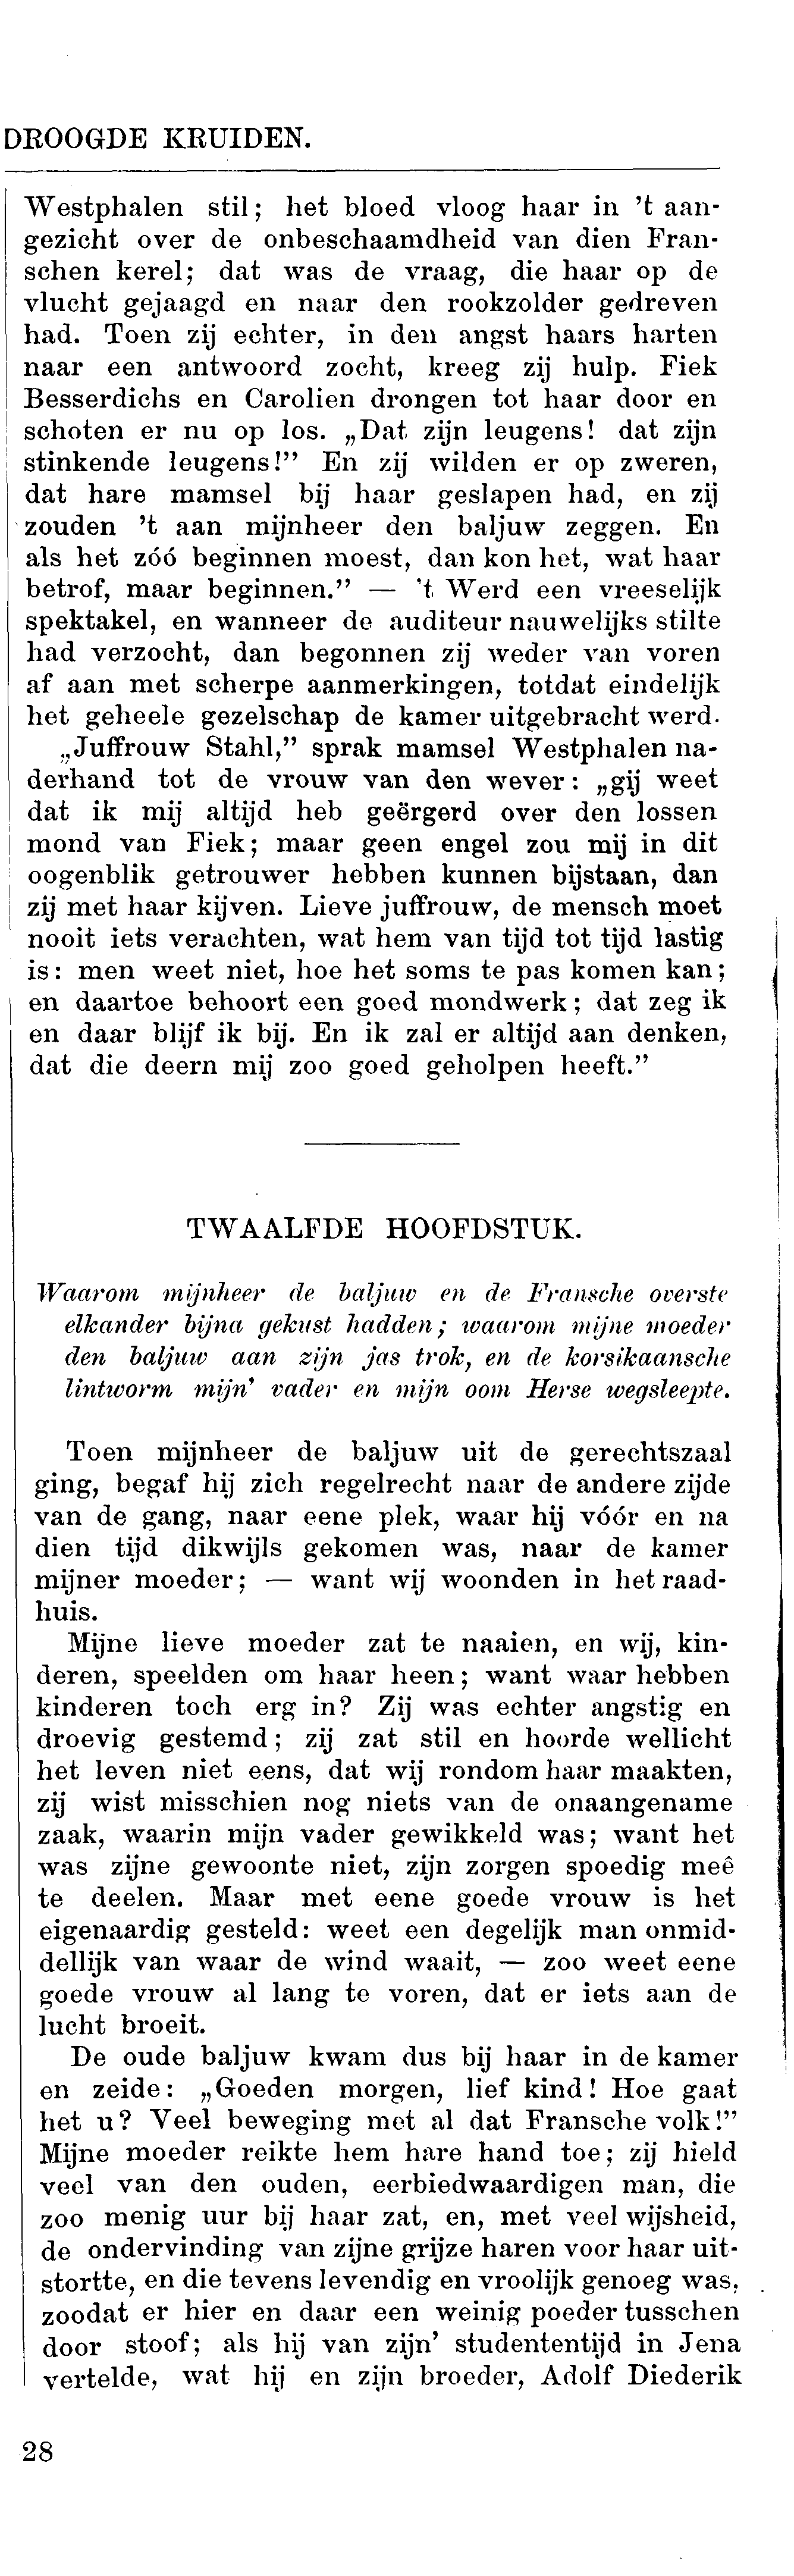 DROOGDE KRUIDEN.
Westphalen stil; het bloed vloog haar in 't aan-
gezicht over de onbeschaamdheid van dien Fran-
schen kerel; dat was de vraag, die haar op de
vlucht gejaagd en naar den rookzolder gedreven
had. Toen zij echter, in den angst haars harten
naar een antwoord zocht, kreeg zij hulp. Fiek
Besserdichs en Carolien drongen tot haar door en
schoten er nu op los. „Dat zijn leugens! dat zijn
stinkende leugens!” En zij wilden er op zweren,
dat hare mamsel bij haar geslapen had, en zij
zouden 't aan mijnheer den baljuw zeggen. En
als het zóó beginnen moest, dan kon het, wat haar
betrof, maar beginnen.” — 't Werd een vreeselijk
spektakel, en wanneer de auditeur nauwelijks stilte
had verzocht, dan begonnen zij weder van voren
af aan met scherpe aanmerkingen, totdat eindelijk
het geheele gezelschap de kamer uitgebracht werd.
„Juffrouw Stahl,” sprak mamsel Westphalen na-
derhand tot de vrouw van den wever: „gij weet
dat ik mij altijd heb geërgerd over den lossen
mond van Fiek; maar geen engel zou mij in dit
oogenblik getrouwer hebben kunnen bijstaan, dan
zij met haar kijven. Lieve juffrouw, de mensch moet
nooit iets verachten, wat hem van tijd tot tijd lastig
is: men weet niet, hoe het soms te pas komen kan;
en daartoe behoort een goed mondwerk; dat zeg ik
en daar blijf ik bij. En ik zal er altijd aan denken,
dat die deern mij zoo goed geholpen heeft.”
TWAALFDE HOOFDSTUK.
Waarom mijnheer de baljuw en de Fransche overste
elkander bijna gekust hadden; waarom mijne moeder
den baljuw aan zijn jas trok, en de korsikaansche
lintworm mijn' vader en mijn oom Herse wegsleepte.
Toen mijnheer de baljuw uit de gerechtszaal
ging, begaf hij zich regelrecht naar de andere zijde
van de gang, naar eene plek, waar hij vóór en na
dien tijd dikwijls gekomen was, naar de kamer
mijner moeder; — want wij woonden in het raad-
huis.
Mijne lieve moeder zat te naaien, en wij, kin-
deren, speelden om haar heen; want waar hebben
kinderen toch erg in? Zij was echter angstig en
droevig gestemd; zij zat stil en hoorde wellicht
het leven niet eens, dat wij rondom haar maakten,
zij wist misschien nog niets van de onaangename
zaak, waarin mijn vader gewikkeld was; want het
was zijne gewoonte niet, zijn zorgen spoedig meê
te deelen. Maar met eene goede vrouw is het
eigenaardig gesteld: weet een degelijk man onmid-
dellijk van waar de wind waait, — zoo weet eene
goede vrouw al lang te voren, dat er iets aan de
lucht broeit.
De oude baljuw kwam dus bij haar in de kamer
en zeide: „Goeden morgen, lief kind! Hoe gaat
het u? Veel beweging met al dat Fransche volk!”
Mijne moeder reikte hem hare hand toe; zij hield
veel van den ouden, eerbiedwaardigen man, die
zoo menig uur bij haar zat, en, met veel wijsheid,
de ondervinding van zijne grijze haren voor haar uit-
stortte, en die tevens levendig en vroolijk genoeg was,
zoodat er hier en daar een weinig poeder tusschen
door stoof; als hij van zijn' studententijd in Jena
vertelde, wat hij en zijn broeder, Adolf Diederik
28